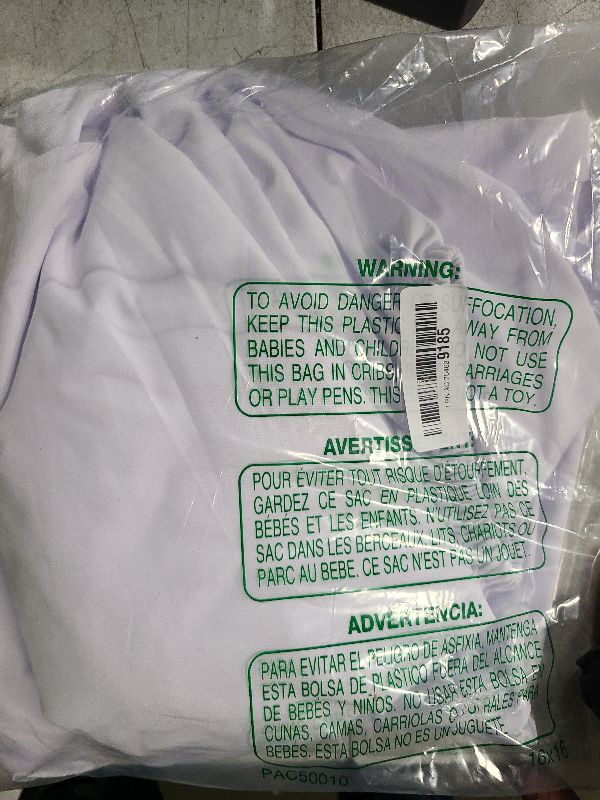 WARNING:
TO AVOID DANGER SUFFOCATION,
KEEP THIS PLASTIC AWAY FROM
BABIES AND CHILD NOT USE
THIS BAG IN CRIBS ARRIAGES
OR PLAY PENS. THIS NOT A TOY.
9185
AVERTISSEMENT:
POUR ÉVITER TOUT RISQUE D'ÉTOUFFEMENT,
GARDEZ CE SAC EN PLASTIQUE LOIN DES
BÉBÉS ET LES ENFANTS. N'UTILISEZ PAS CE
SAC DANS LES BERCEAUX, LITS, CHARIOTS OU
PARC AU BEBE. CE SAC N'EST PAS UN JOUET.
ADVERTENCIA:
PARA EVITAR EL PELIGRO DE ASFIXIA, MANTENGA
ESTA BOLSA DE PLASTICO FUERA DEL ALCANCE
DE BEBÉS Y NIÑOS. NO USAR ESTA BOLSA EN
CUNAS, CAMAS, CARRIOLAS O CORRALES PARA
BEBÉS. ESTA BOLSA NO ES UN JUGUETE.
PAC50010
16x16